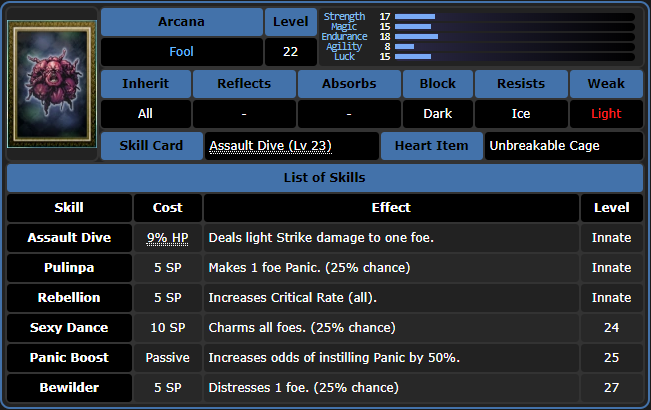 Arcana Level
Fool 22
Strength 17
Magic 15
Endurance 18
Agility 8
Luck 15
Inherit Reflects Absorbs Block Resists Weak
All - - Dark Ice Light
Skill Card Assault Dive (Lv 23) Heart Item Unbreakable Cage
List of Skills
Skill Cost Effect Level
Assault Dive 9% HP Deals light Strike damage to one foe. Innate
Pulinpa 5 SP Makes 1 foe Panic. (25% chance) Innate
Rebellion 5 SP Increases Critical Rate (all). Innate
Sexy Dance 10 SP Charms all foes. (25% chance) 24
Panic Boost Passive Increases odds of instilling Panic by 50%. 25
Bewilder 5 SP Distresses 1 foe. (25% chance) 27